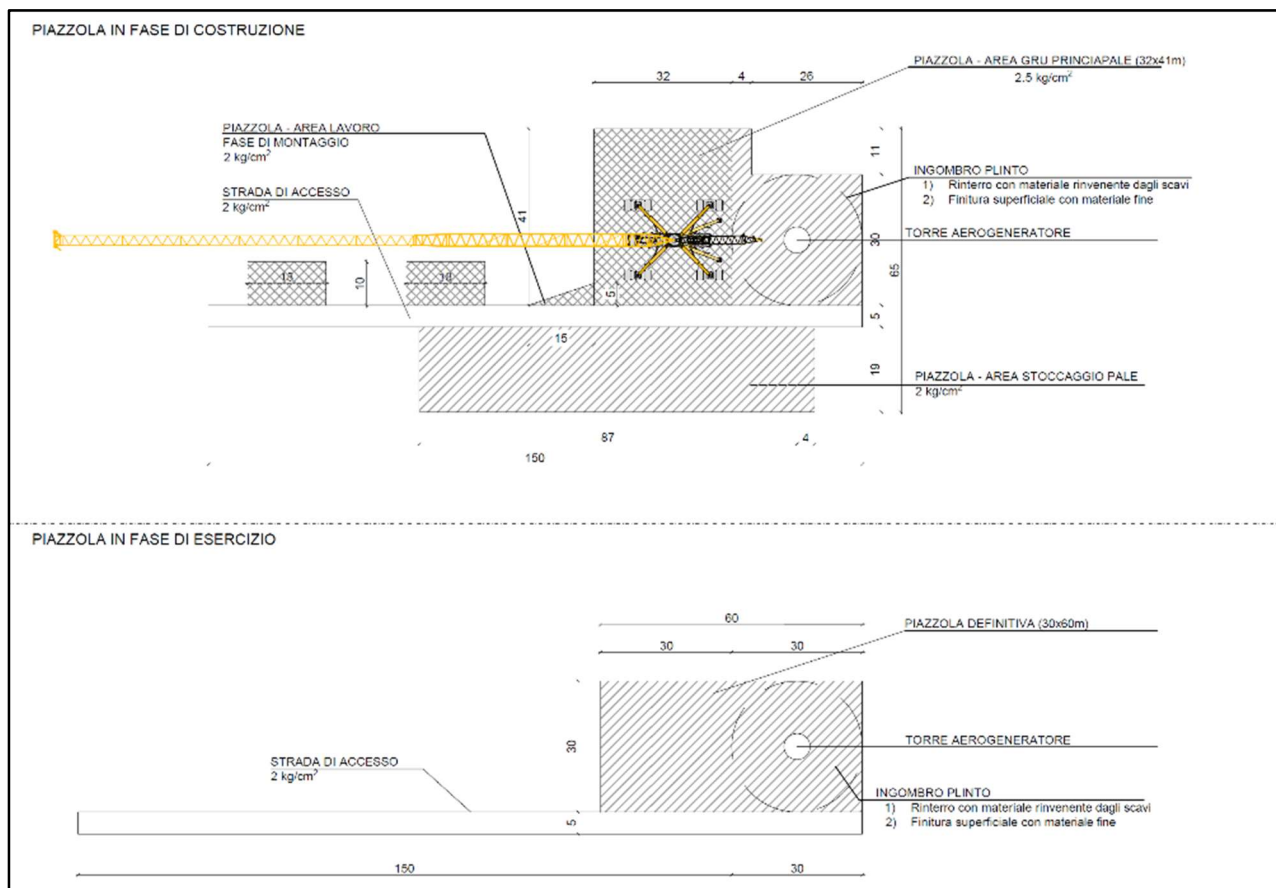 PIAZZOLA IN FASE DI COSTRUZIONE
PIAZZOLA - AREA GRU PRINCIAPALE (32x41m)
2.5 kg/cm²
32
4
26
PIAZZOLA - AREA LAVORO
FASE DI MONTAGGIO
2 kg/cm²
11
INGOMBRO PLINTO
1) Rinterro con materiale rinvenente dagli scavi
2) Finitura superficiale con materiale fine
STRADA DI ACCESSO
2 kg/cm²
41
TORRE AEROGENERATORE
30
65
10
5
5
15
19
PIAZZOLA - AREA STOCCAGGIO PALE
2 kg/cm²
87
4
150
PIAZZOLA IN FASE DI ESERCIZIO
60
PIAZZOLA DEFINITIVA (30x60m)
30
30
30
TORRE AEROGENERATORE
STRADA DI ACCESSO
2 kg/cm²
INGOMBRO PLINTO
1) Rinterro con materiale rinvenente dagli scavi
2) Finitura superficiale con materiale fine
5
150
30